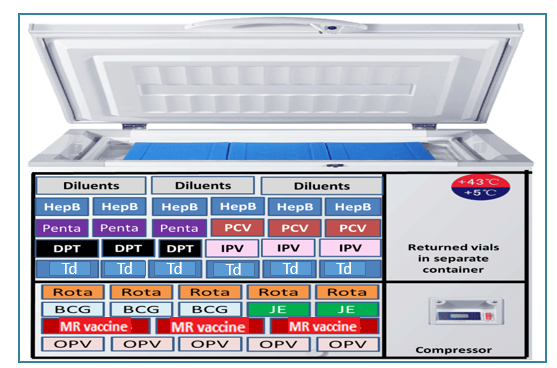 Diluents Diluents Diluents
HepB HepB HepB HepB HepB HepB
Penta Penta Penta PCV PCV PCV
DPT DPT DPT IPV IPV IPV
Td Td Td Td Td Td
Rota Rota Rota Rota Rota
BCG BCG BCG JE JE
MR vaccine MR vaccine MR vaccine
OPV OPV OPV OPV OPV
+43℃
+5℃
Returned vials
in separate
container
Compressor